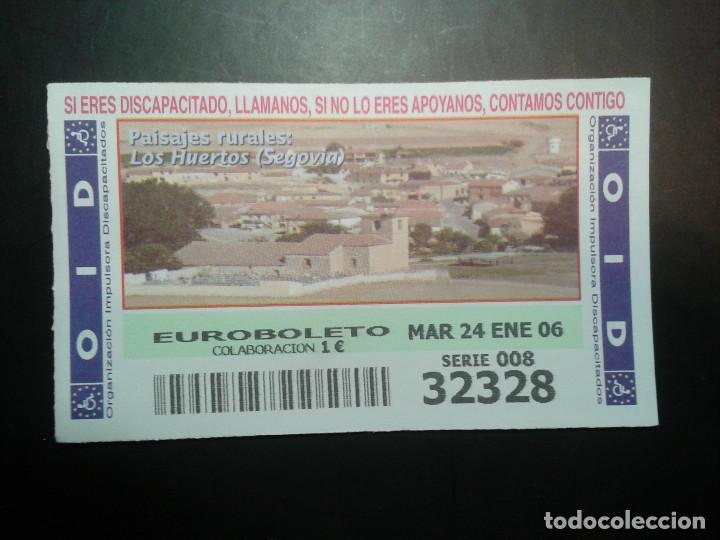 SI ERES DISCAPACITADO, LLAMANOS, SI NO LO ERES APOYANOS, CONTAMOS CONTIGO
OID
Organización Impulsora Discapacitados
Paisajes rurales:
Los Huertos (Segovia)
Organización Impulsora Discapacitados
OID
EUROBOLETO
COLABORACION 1 €
MAR 24 ENE 06
SERIE 008
32328
todocoleccion.net